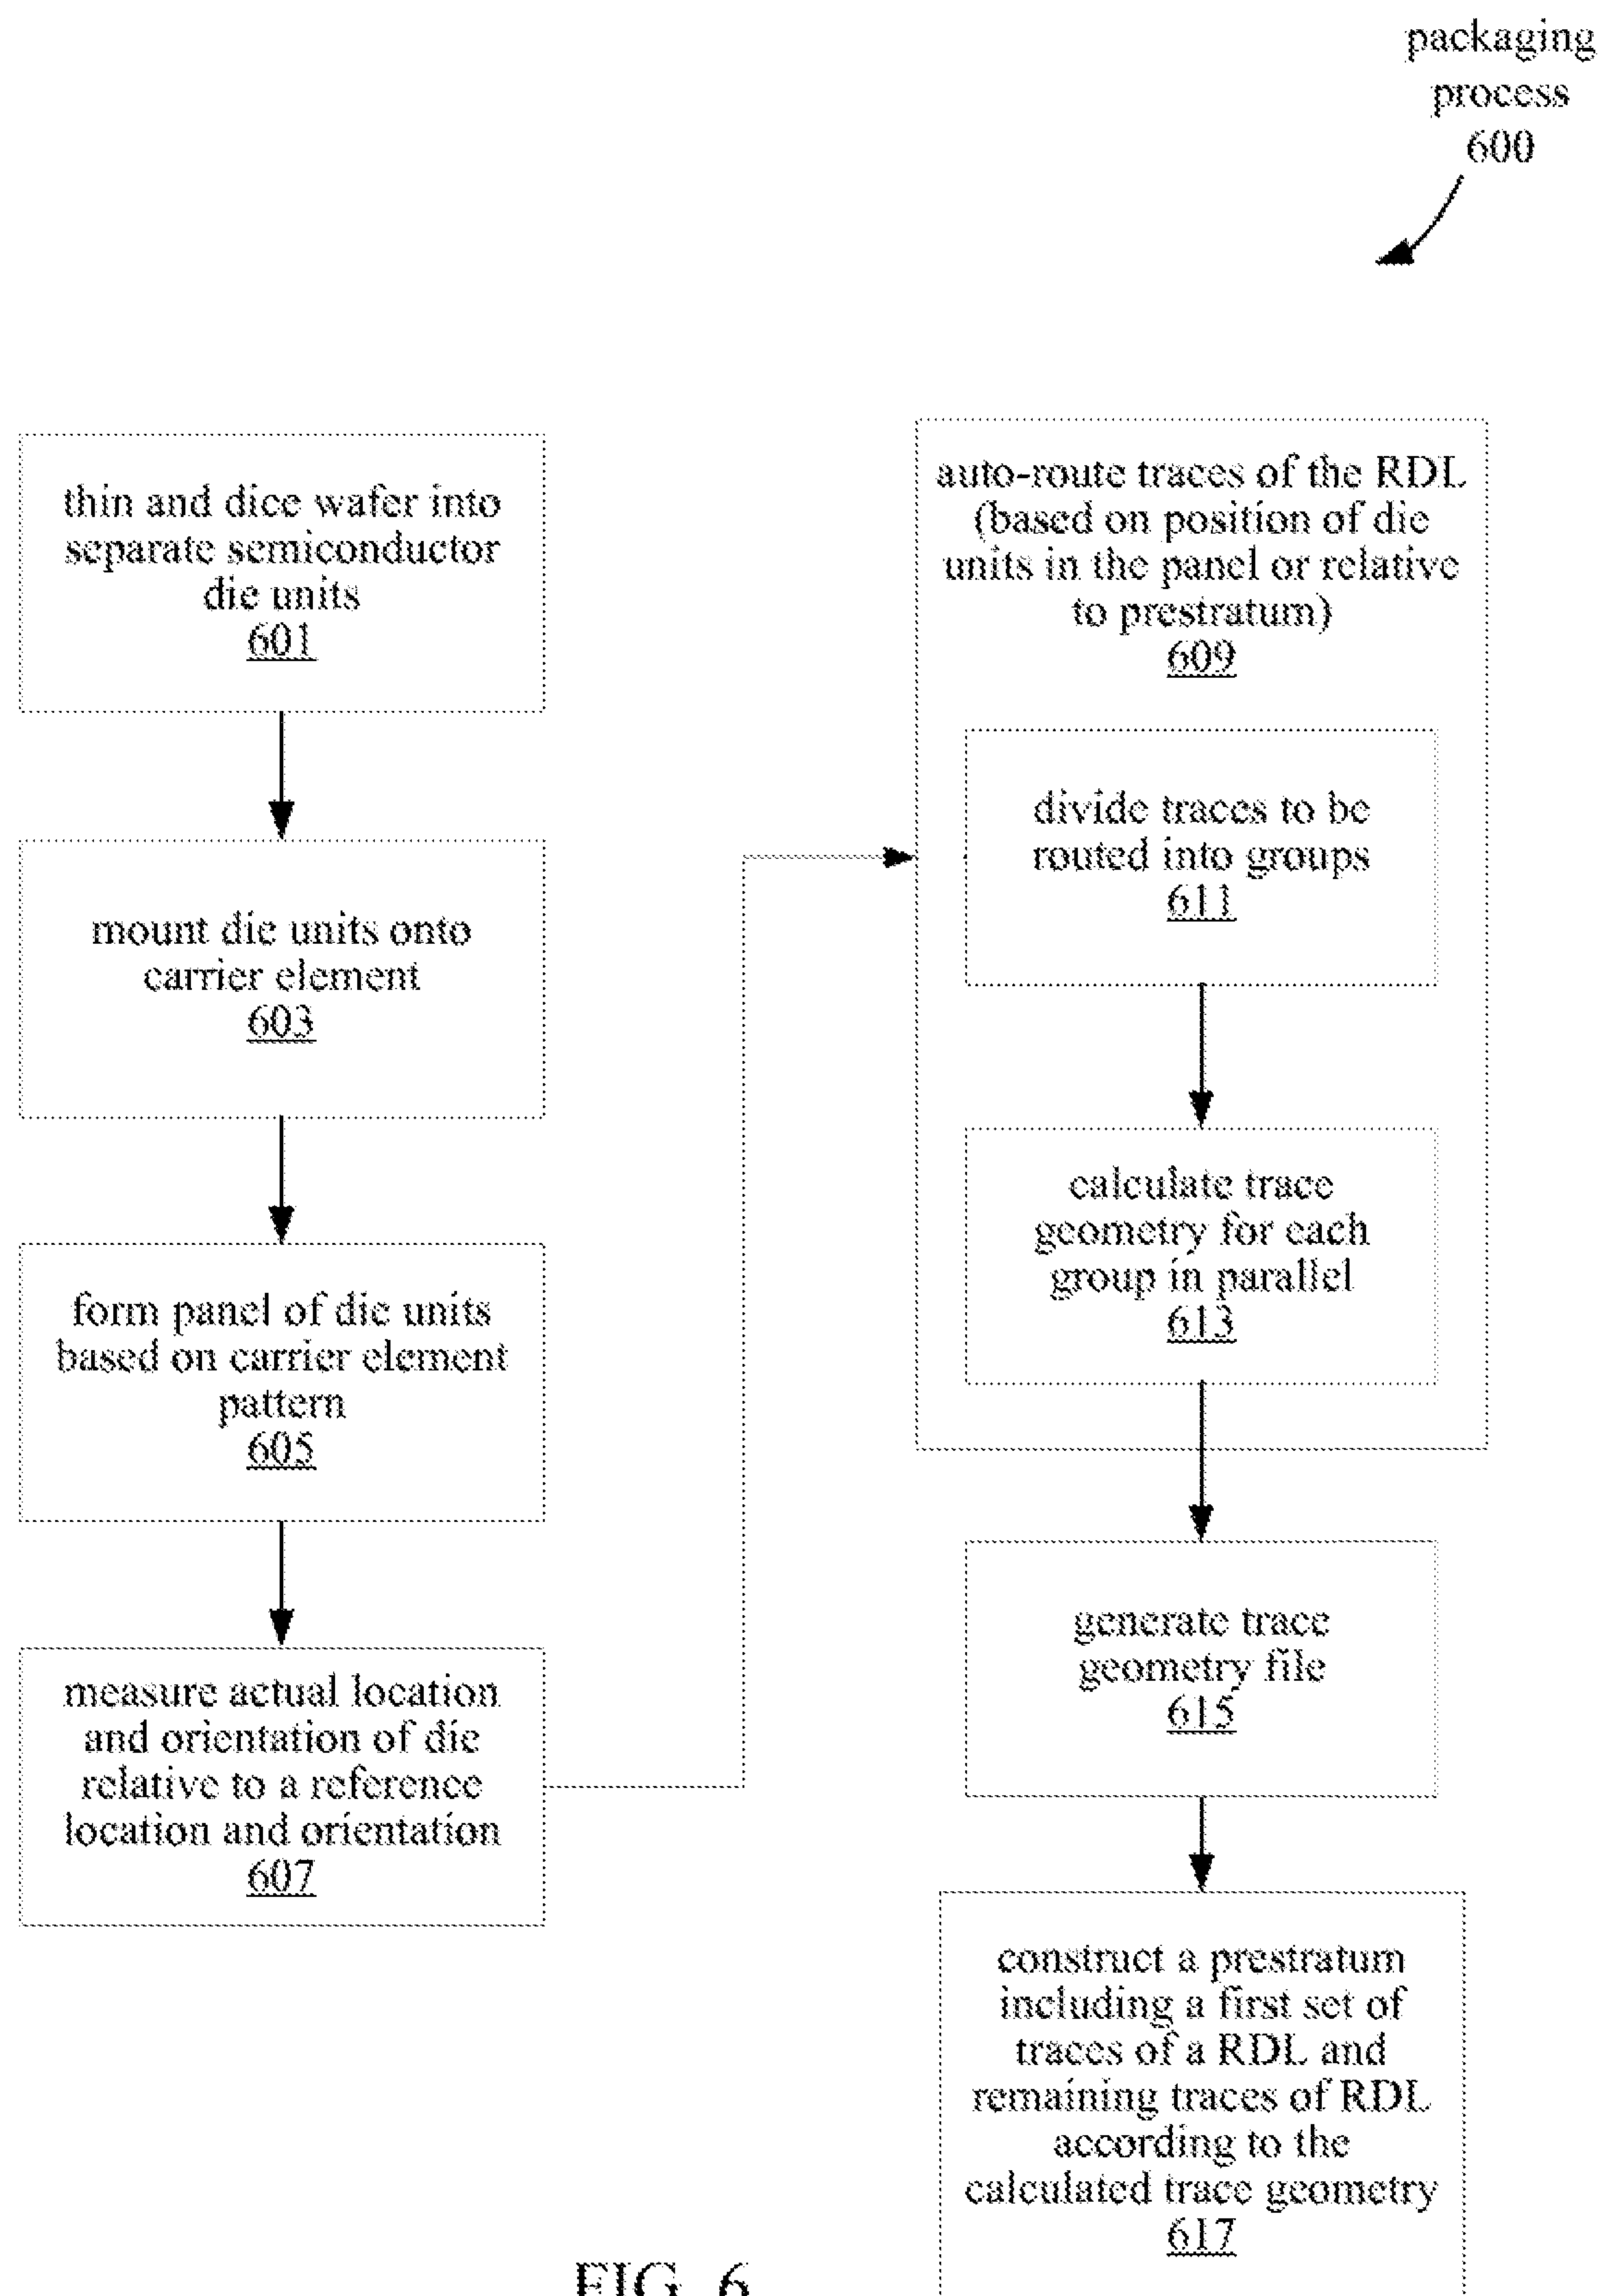 packaging
process
600
thin and dice wafer into
separate semiconductor
die units
601
mount die units onto
carrier element
603
form panel of die units
based on carrier element
pattern
605
measure actual location
and orientation of die
relative to a reference
location and orientation
607
auto-route traces of the RDL
(based on position of die
units in the panel or relative
to prestratum)
609
divide traces to be
routed into groups
611
calculate trace
geometry for each
group in parallel
613
generate trace
geometry file
615
construct a prestratum
including a first set of
traces of a RDL and
remaining traces of RDL
according to the
calculated trace geometry
617
FIG. 6